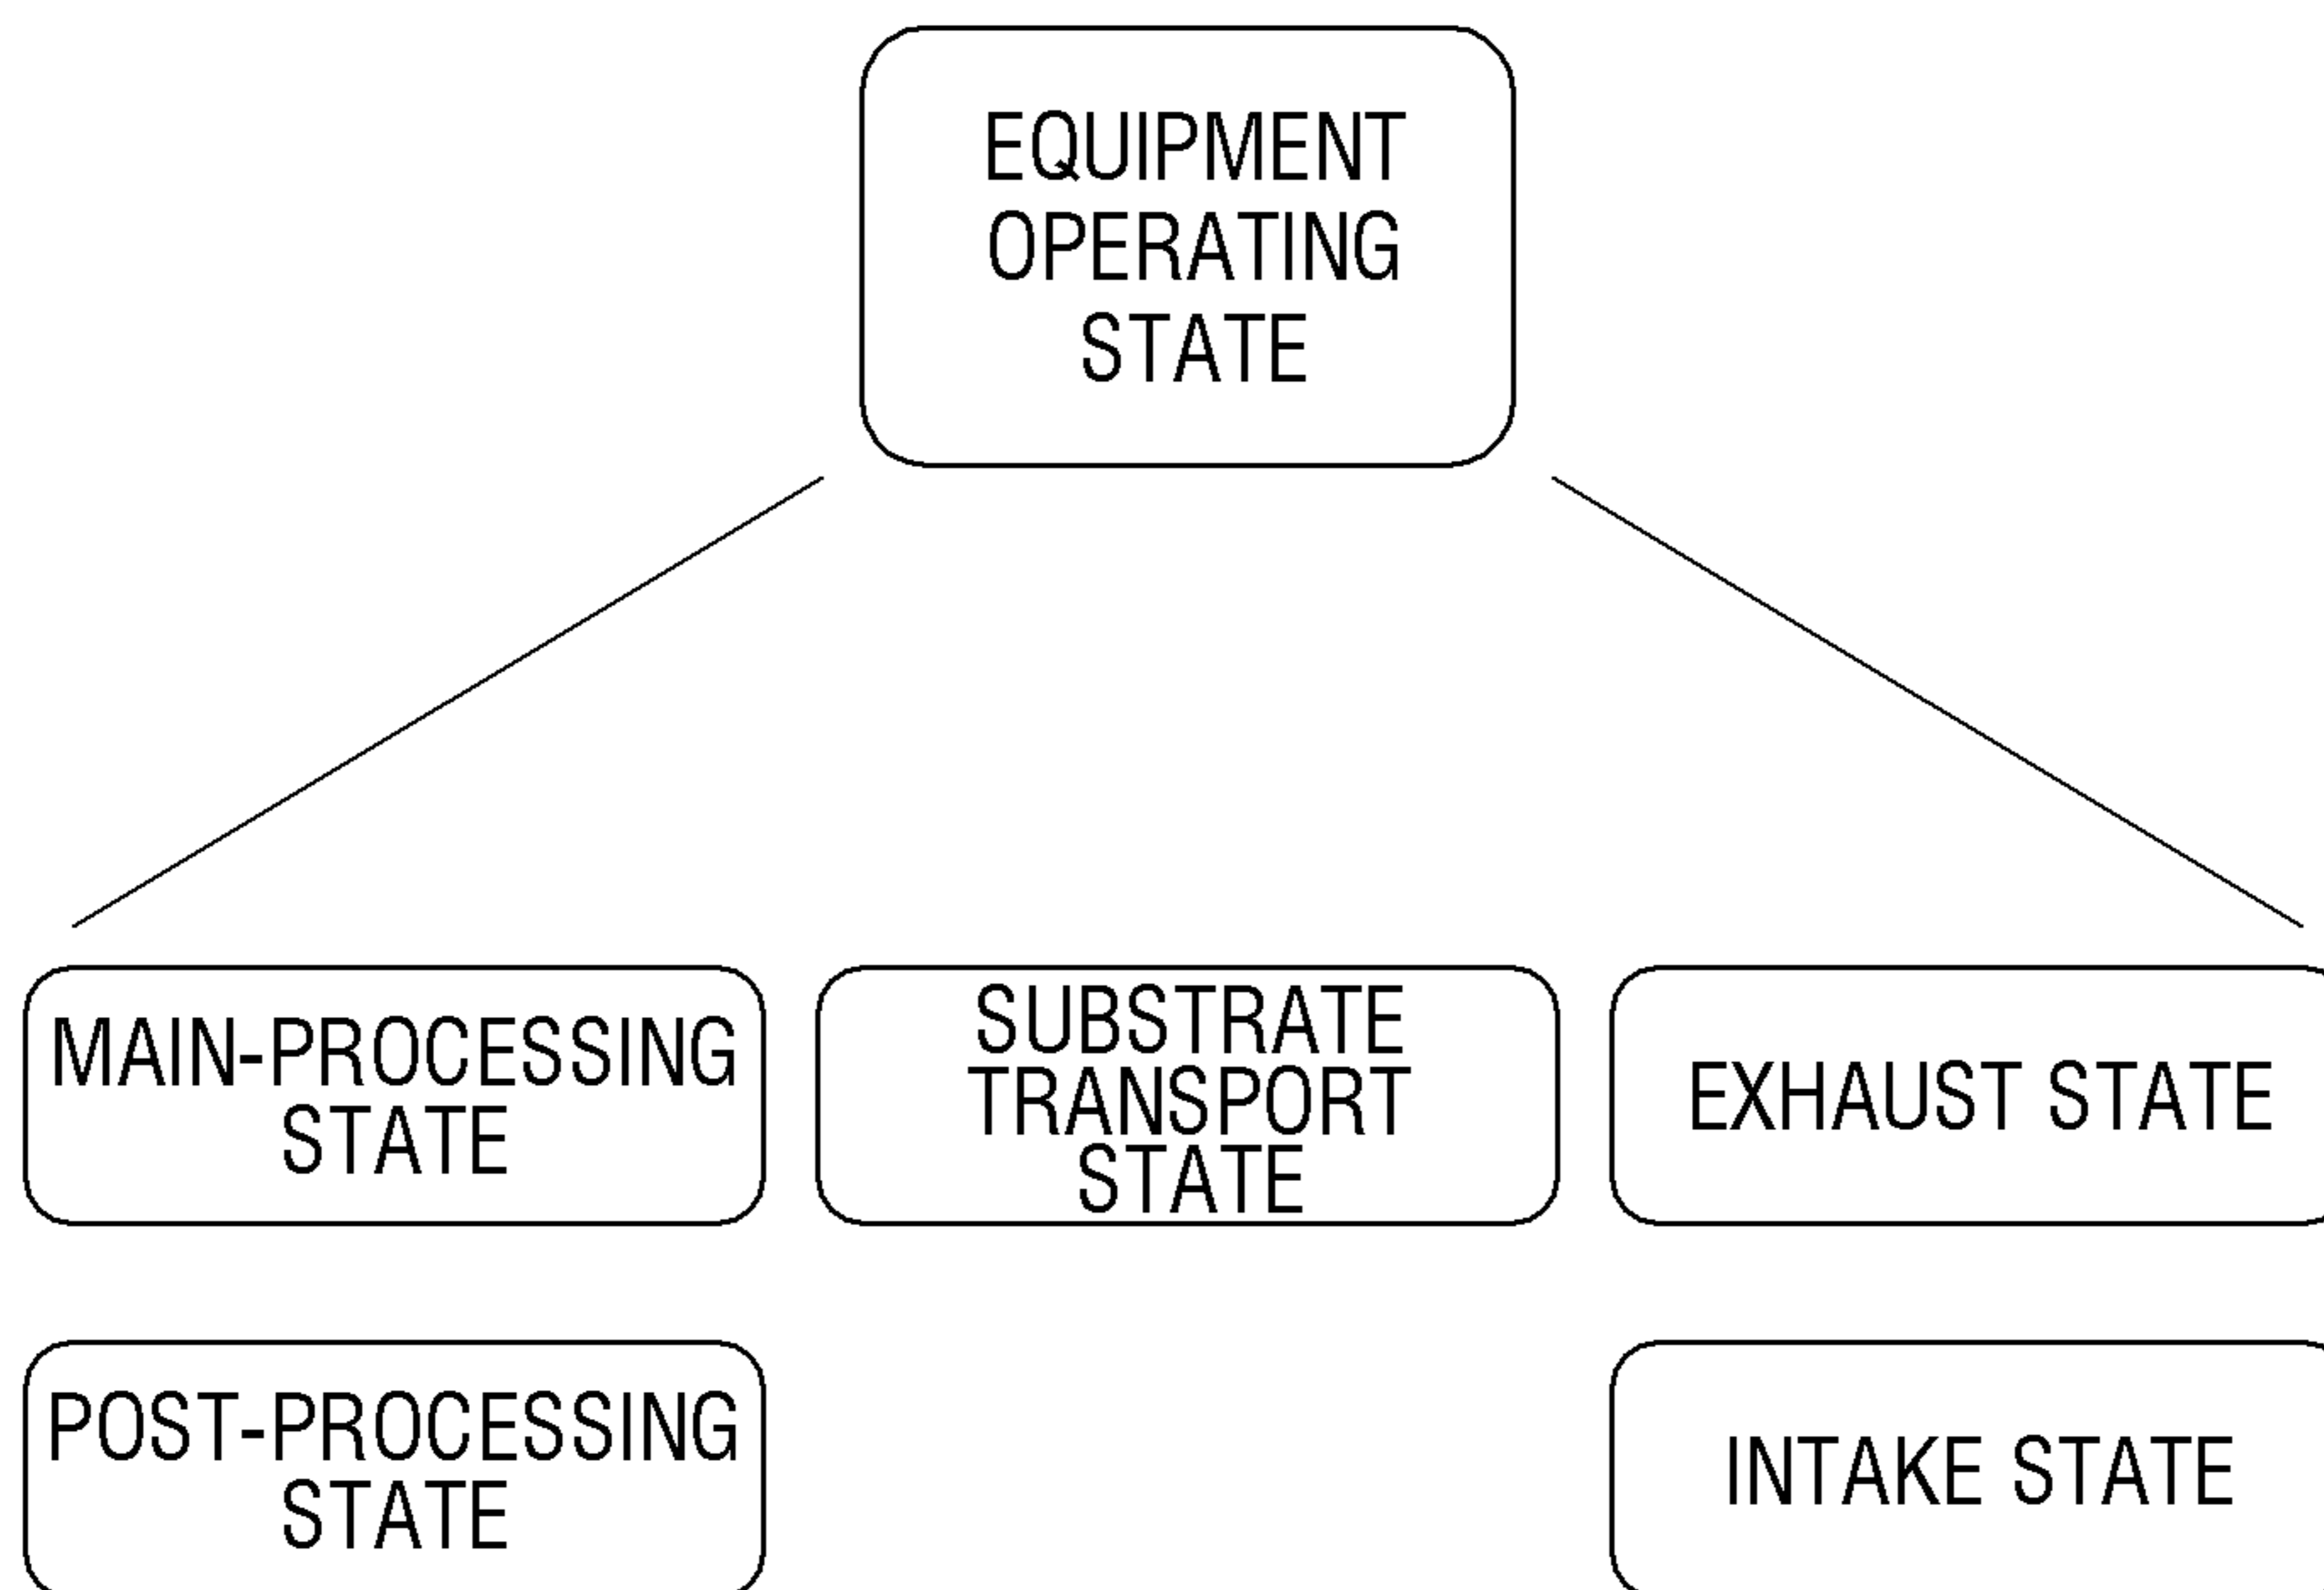 EQUIPMENT
OPERATING
STATE
MAIN-PROCESSING
STATE
SUBSTRATE
TRANSPORT
STATE
EXHAUST STATE
POST-PROCESSING
STATE
INTAKE STATE